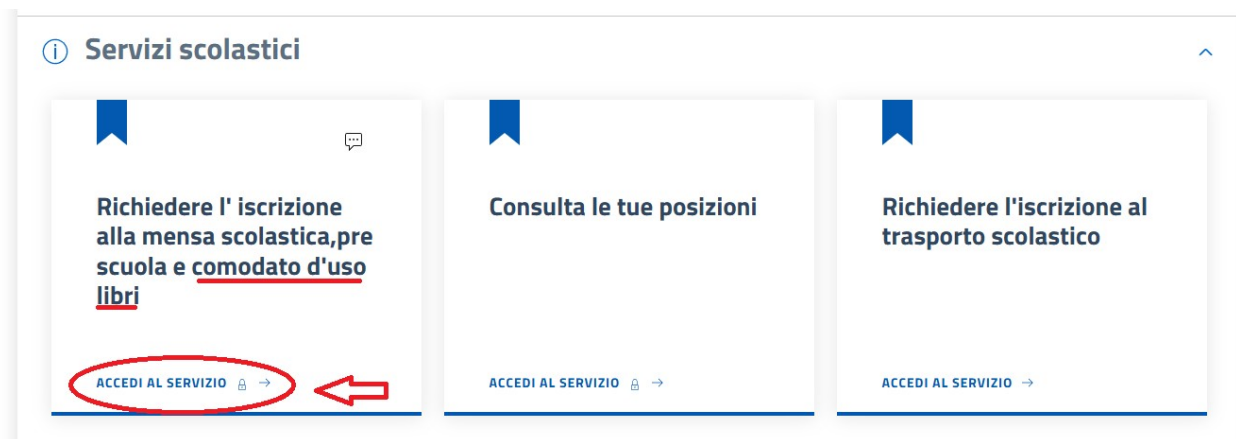 Servizi scolastici
Richiedere l' iscrizione
alla mensa scolastica,pre
scuola e comodato d'uso
libri
ACCEDI AL SERVIZIO
Consulta le tue posizioni
ACCEDI AL SERVIZIO
Richiedere l'iscrizione al
trasporto scolastico
ACCEDI AL SERVIZIO